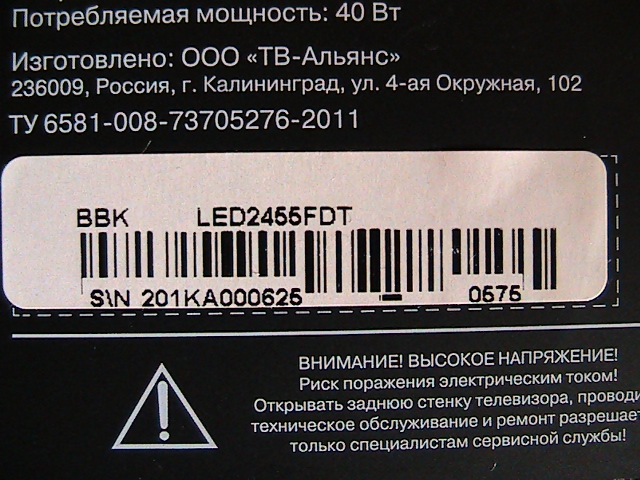 Потребляемая мощность: 40 Вт
Изготовлено: ООО «ТВ-Альянс»
236009, Россия, г. Калининград, ул. 4-ая Окружная, 102
ТУ 6581-008-73705276-2011
BBK LED2455FDT
S\N 201KA000625 0575
ВНИМАНИЕ! ВЫСОКОЕ НАПРЯЖЕНИЕ!
Риск поражения электрическим током!
Открывать заднюю стенку телевизора, проводи
техническое обслуживание и ремонт разрешает
только специалистам сервисной службы!